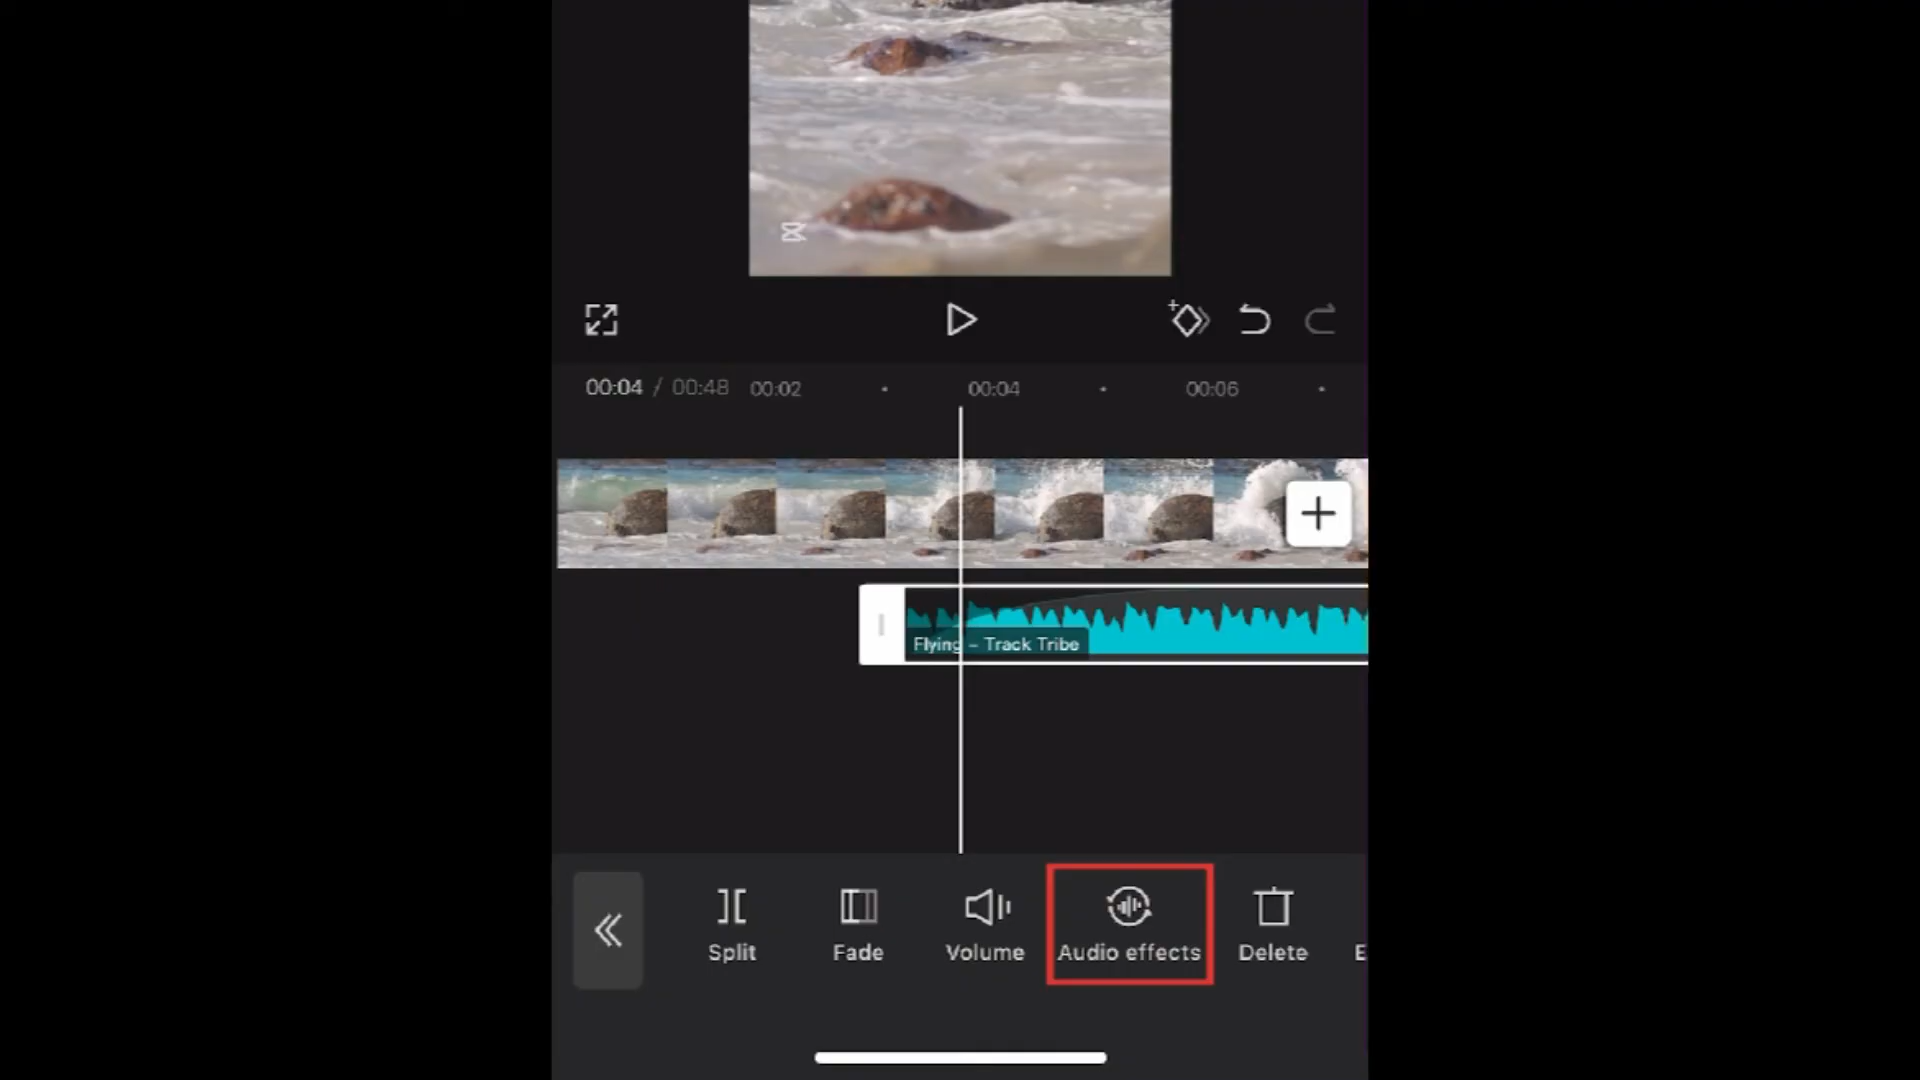 00:04 / 00:48 00:02 00:04 00:06
Flying – Track Tribe
Split Fade Volume Audio effects Delete E